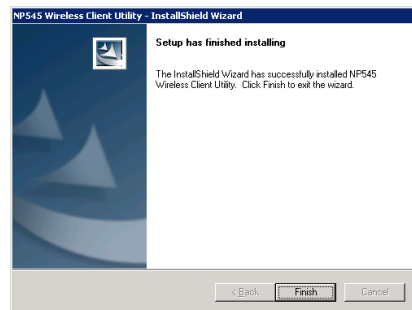 NP545 Wireless Client Utility - InstallShield Wizard
Setup has finished installing
The InstallShield Wizard has successfully installed NP545
Wireless Client Utility. Click Finish to exit the wizard.
< Back
Finish
Cancel